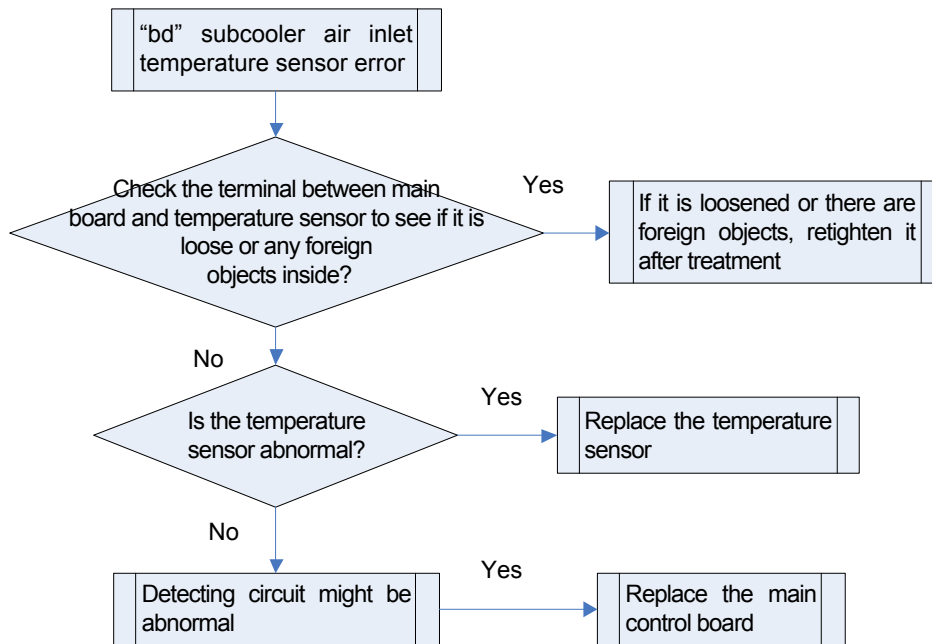 “bd” subcooler air inlet
temperature sensor error
Check the terminal between main
board and temperature sensor to see if it is
loose or any foreign
objects inside?
Yes
If it is loosened or there are
foreign objects, retighten it
after treatment
No
Is the temperature
sensor abnormal?
Yes
Replace the temperature
sensor
No
Detecting circuit might be
abnormal
Yes
Replace the main
control board